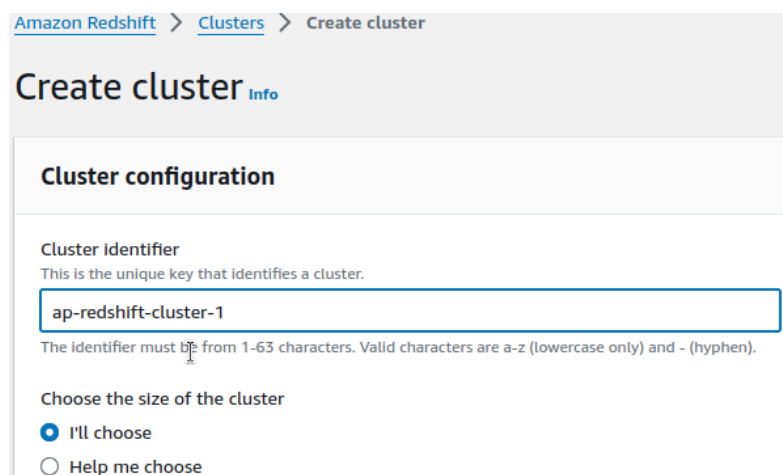 Amazon Redshift > Clusters > Create cluster
Create cluster Info
Cluster configuration
Cluster identifier
This is the unique key that identifies a cluster.
ap-redshift-cluster-1
The identifier must be from 1-63 characters. Valid characters are a-z (lowercase only) and - (hyphen).
Choose the size of the cluster
I'll choose
Help me choose